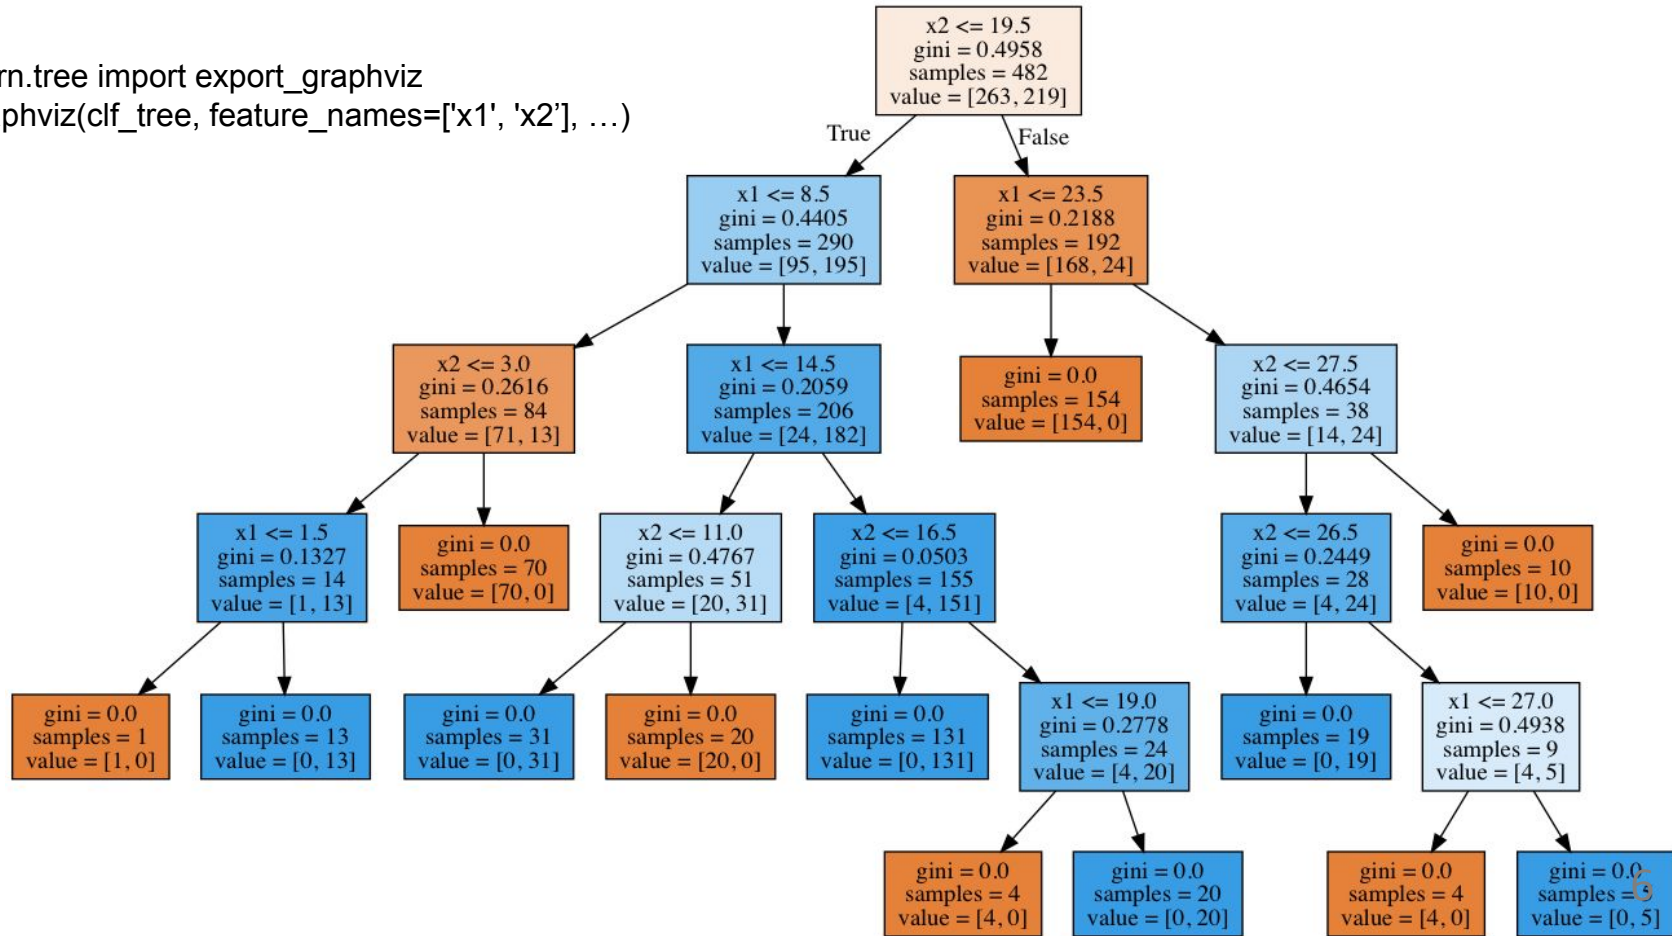 rn.tree import export_graphviz
phviz(clf_tree, feature_names=['x1', 'x2’], …)
x2 <= 19.5
gini = 0.4958
samples = 482
value = [263, 219]
True
False
x1 <= 8.5
gini = 0.4405
samples = 290
value = [95, 195]
x1 <= 23.5
gini = 0.2188
samples = 192
value = [168, 24]
x2 <= 3.0
gini = 0.2616
samples = 84
value = [71, 13]
x1 <= 14.5
gini = 0.2059
samples = 206
value = [24, 182]
gini = 0.0
samples = 154
value = [154, 0]
x2 <= 27.5
gini = 0.4654
samples = 38
value = [14, 24]
x1 <= 1.5
gini = 0.1327
samples = 14
value = [1, 13]
gini = 0.0
samples = 70
value = [70, 0]
x2 <= 11.0
gini = 0.4767
samples = 51
value = [20, 31]
x2 <= 16.5
gini = 0.0503
samples = 155
value = [4, 151]
x2 <= 26.5
gini = 0.2449
samples = 28
value = [4, 24]
gini = 0.0
samples = 10
value = [10, 0]
gini = 0.0
samples = 1
value = [1, 0]
gini = 0.0
samples = 13
value = [0, 13]
gini = 0.0
samples = 31
value = [0, 31]
gini = 0.0
samples = 20
value = [20, 0]
gini = 0.0
samples = 131
value = [0, 131]
x1 <= 19.0
gini = 0.2778
samples = 24
value = [4, 20]
gini = 0.0
samples = 19
value = [0, 19]
x1 <= 27.0
gini = 0.4938
samples = 9
value = [4, 5]
gini = 0.0
samples = 4
value = [4, 0]
gini = 0.0
samples = 20
value = [0, 20]
gini = 0.0
samples = 4
value = [4, 0]
gini = 0.0
samples = 5
value = [0, 5]
6